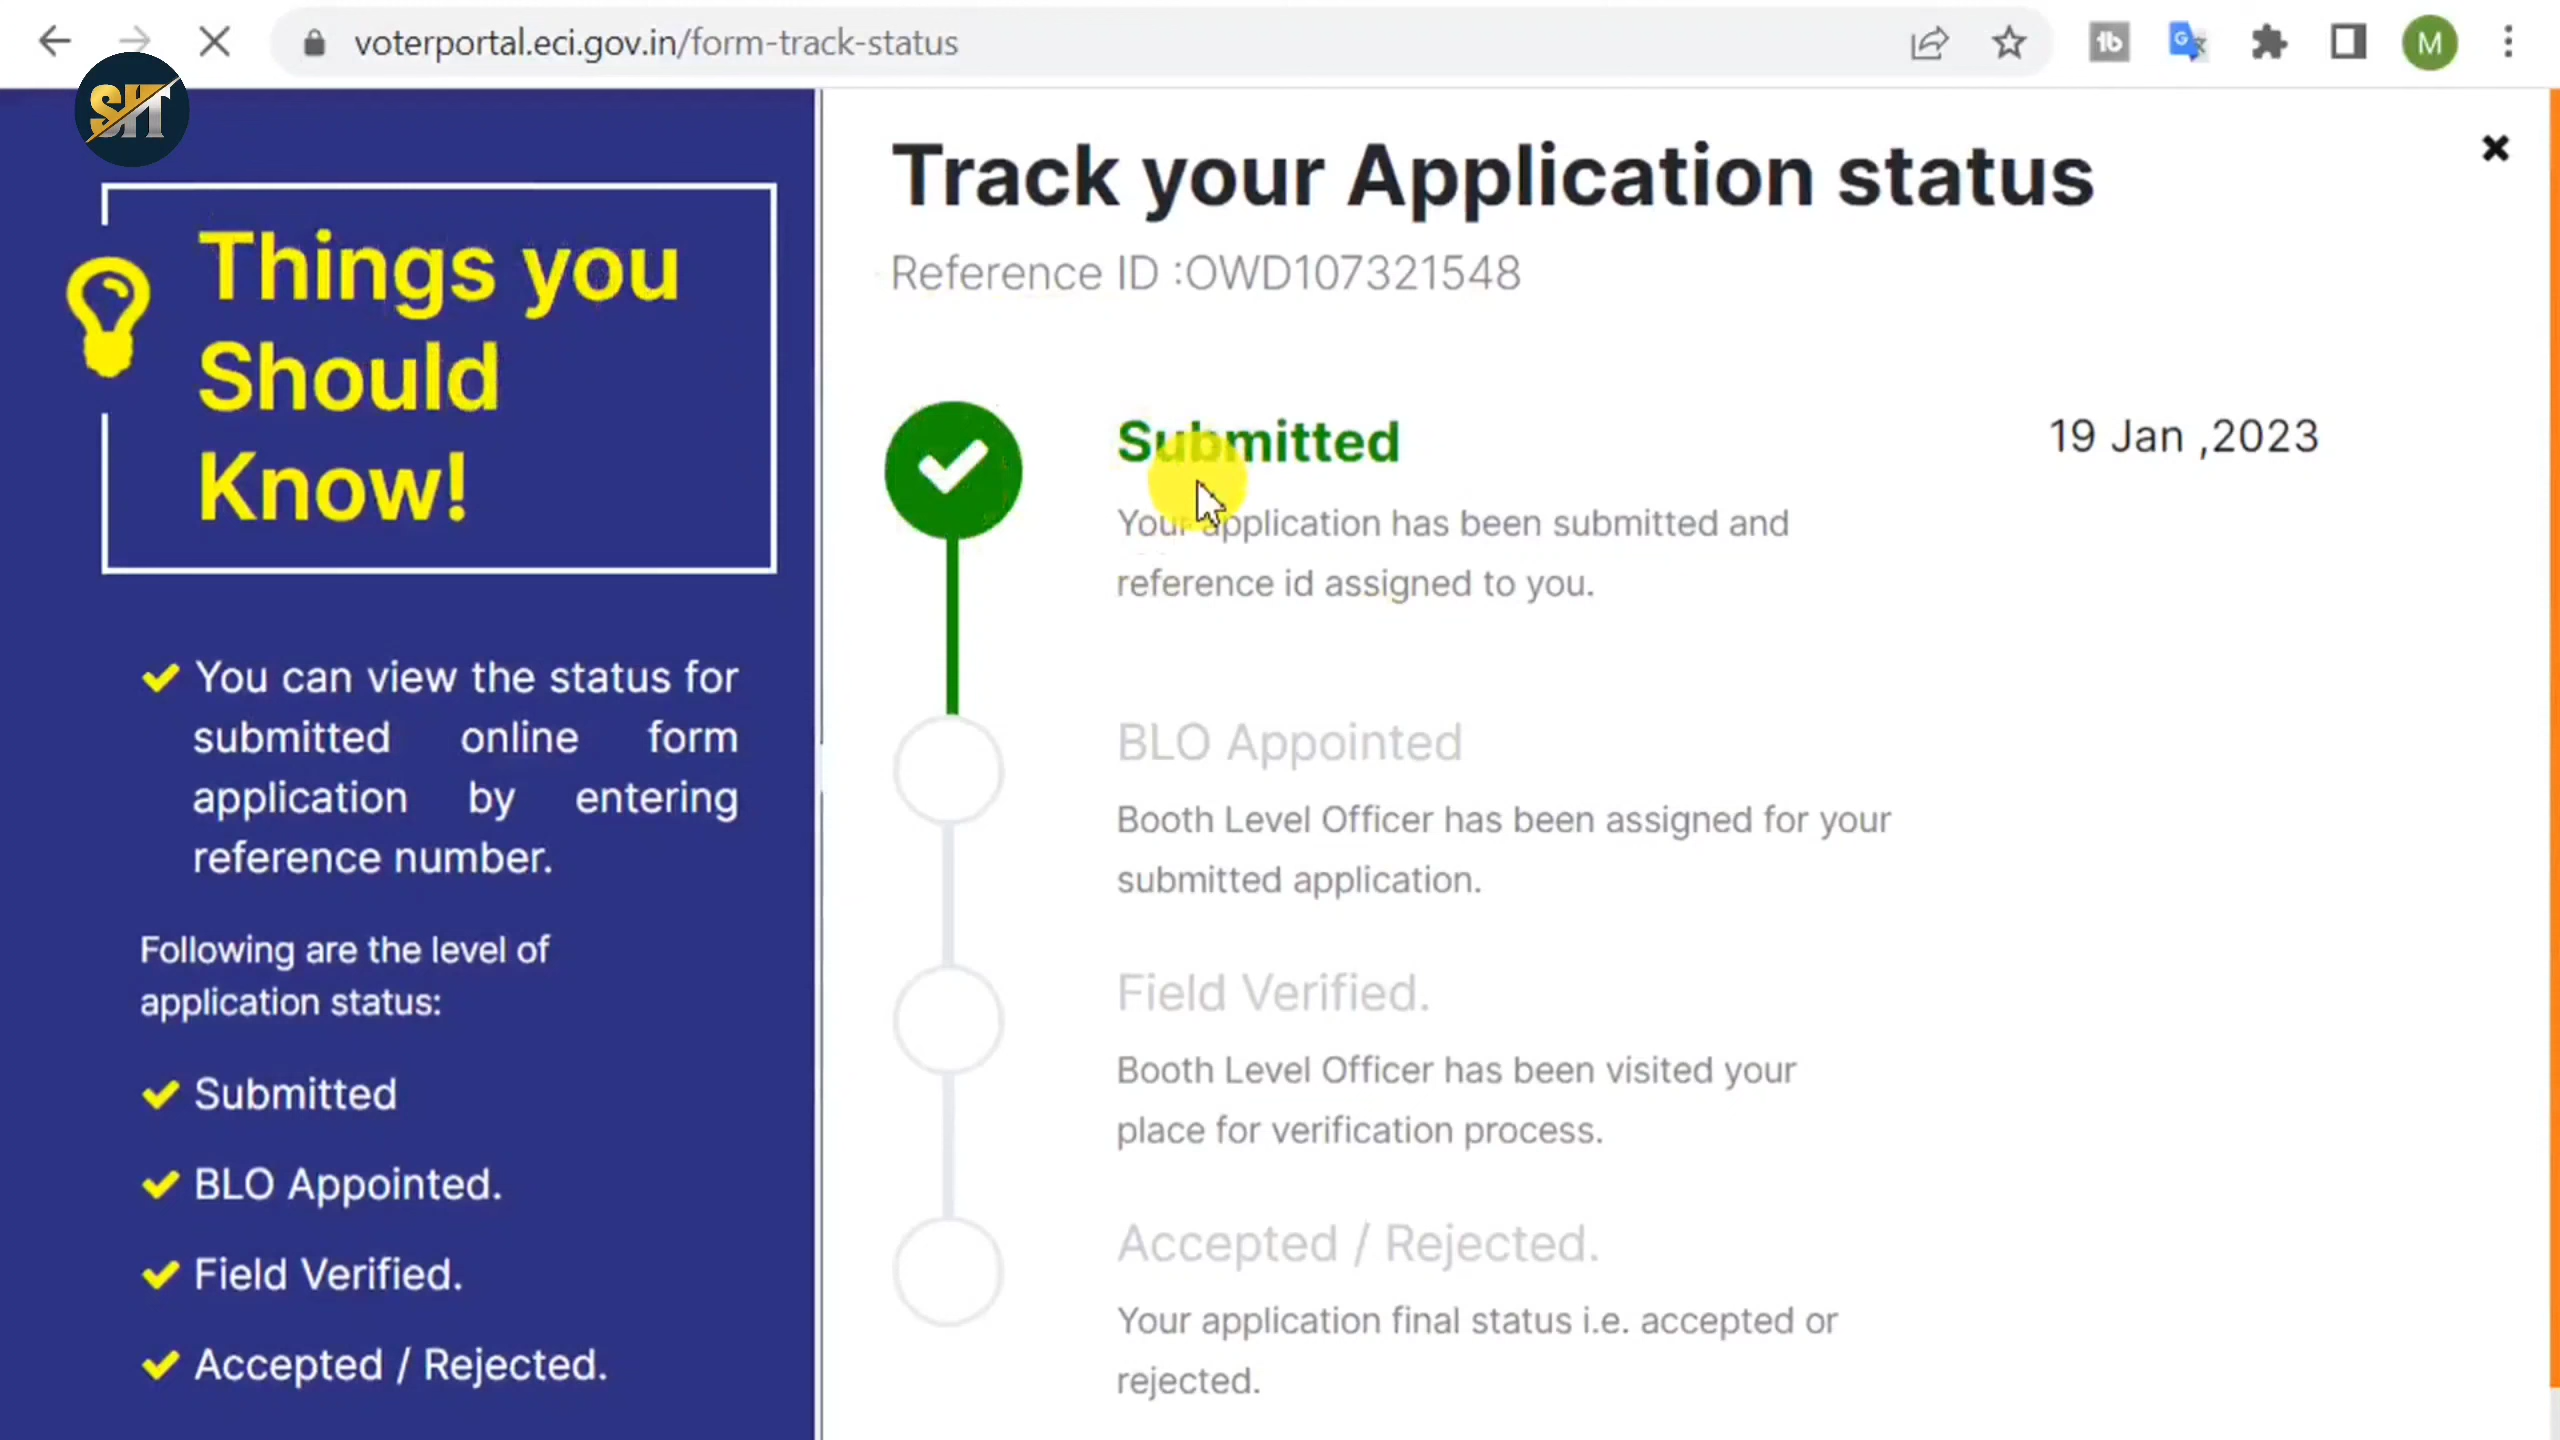 voterportal.eci.gov.in/form-track-status
M
SHT
Things you
Should
Know!
You can view the status for
submitted online form
application by entering
reference number.
Following are the level of
application status:
Submitted
BLO Appointed.
Field Verified.
Accepted / Rejected.
Track your Application status
Reference ID :OWD107321548
Submitted
19 Jan ,2023
Your application has been submitted and
reference id assigned to you.
BLO Appointed
Booth Level Officer has been assigned for your
submitted application.
Field Verified.
Booth Level Officer has been visited your
place for verification process.
Accepted / Rejected.
Your application final status i.e. accepted or
rejected.